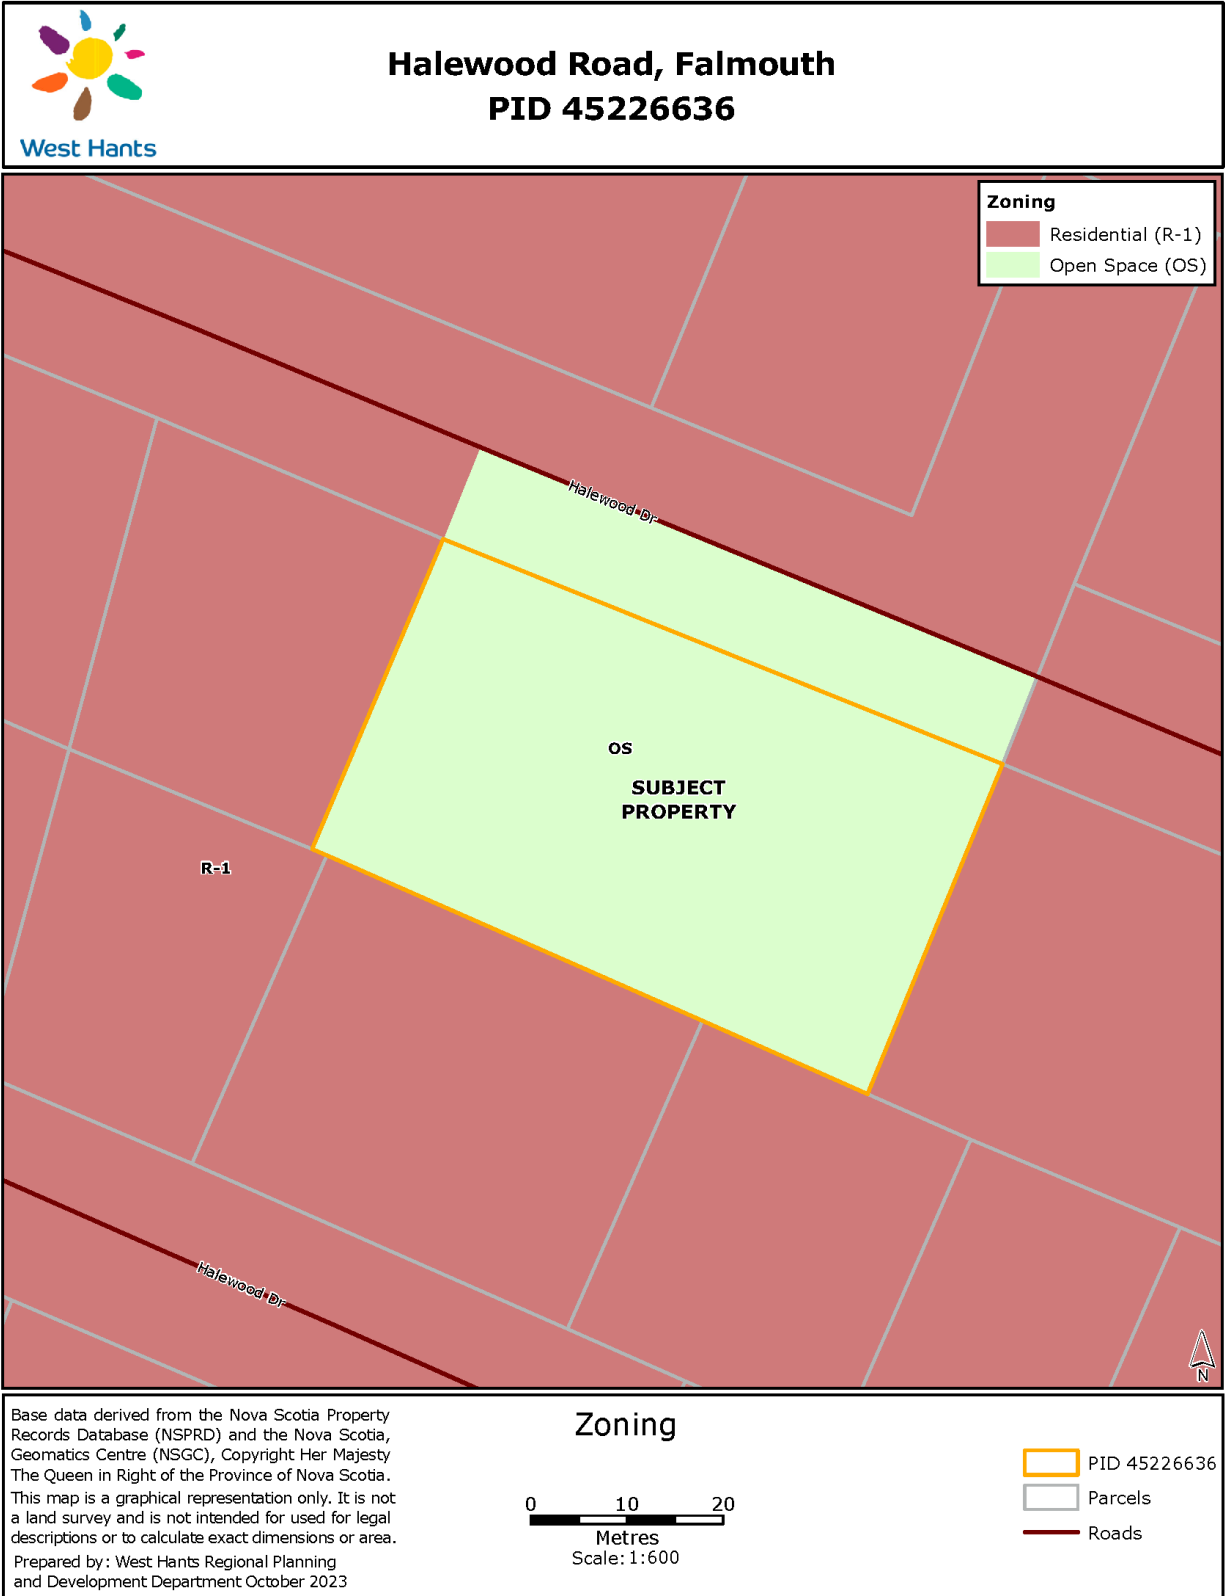 West Hants
Halewood Road, Falmouth
PID 45226636
Zoning
Residential (R-1)
Open Space (OS)
Halewood Dr
OS
SUBJECT
PROPERTY
R-1
Halewood Dr
N
Base data derived from the Nova Scotia Property
Records Database (NSPRD) and the Nova Scotia,
Geomatics Centre (NSGC), Copyright Her Majesty
The Queen in Right of the Province of Nova Scotia.
This map is a graphical representation only. It is not
a land survey and is not intended for used for legal
descriptions or to calculate exact dimensions or area.
Prepared by: West Hants Regional Planning
and Development Department October 2023
Zoning
0 10 20
Metres
Scale: 1:600
PID 45226636
Parcels
Roads